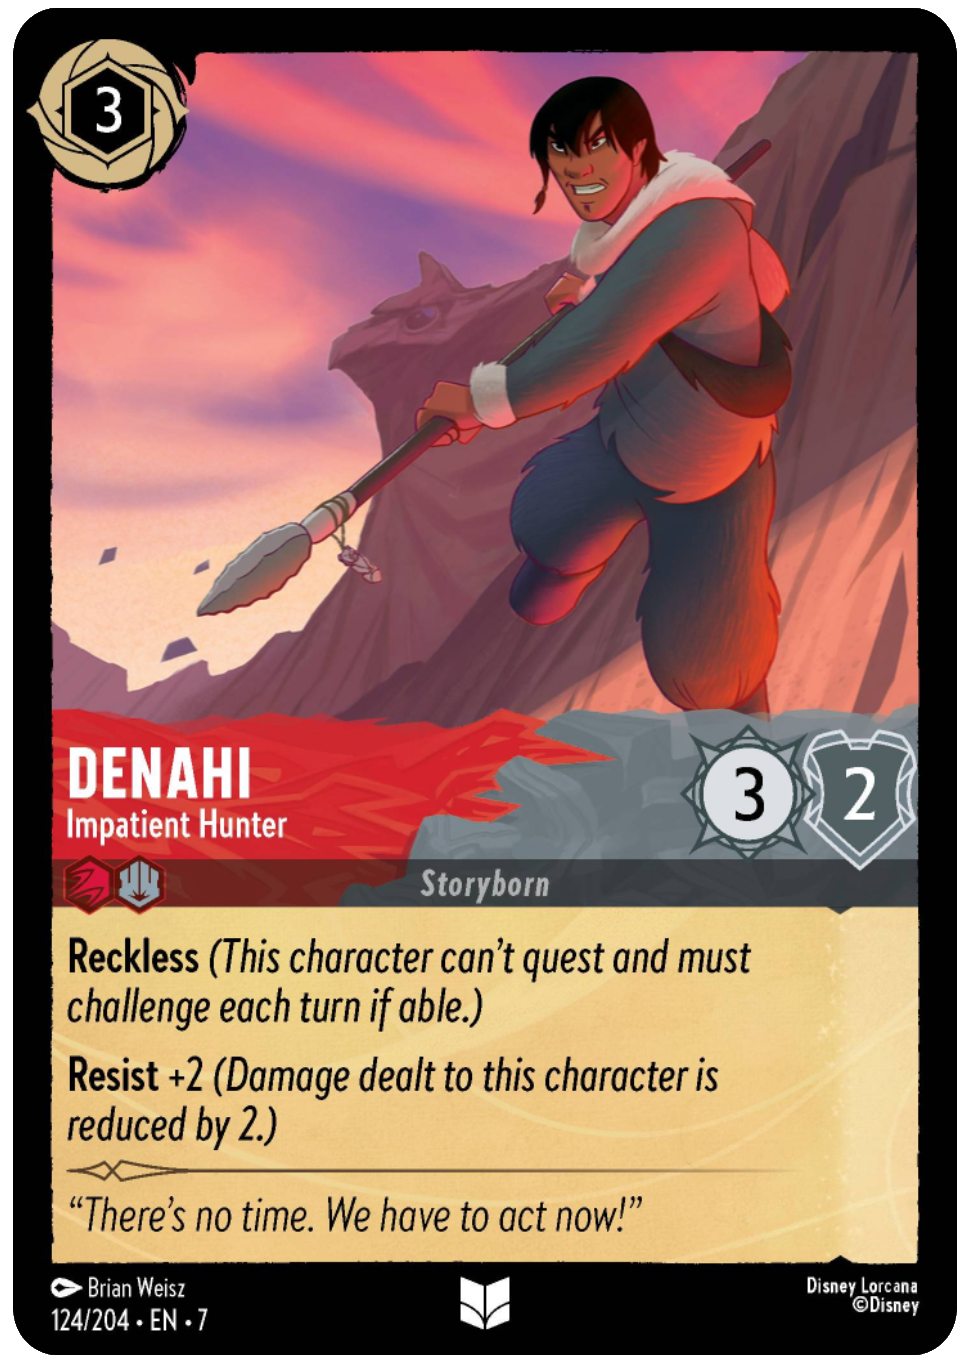 3
DENAHI
Impatient Hunter
3
2
Storyborn
Reckless (This character can't quest and must
challenge each turn if able.)
Resist +2 (Damage dealt to this character is
reduced by 2.)
“There's no time. We have to act now!”
Brian Weisz
124/204 • EN • 7
Disney Lorcana
©Disney